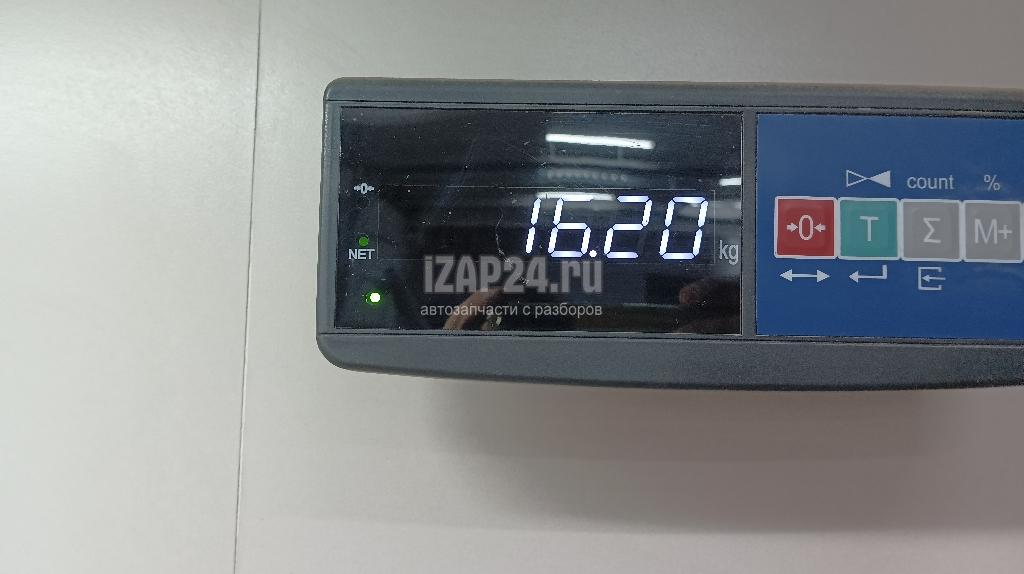 count %
→0←
→0← T Σ M+
16.20 kg
NET
iZAP24.ru
автозапчасти с разборов